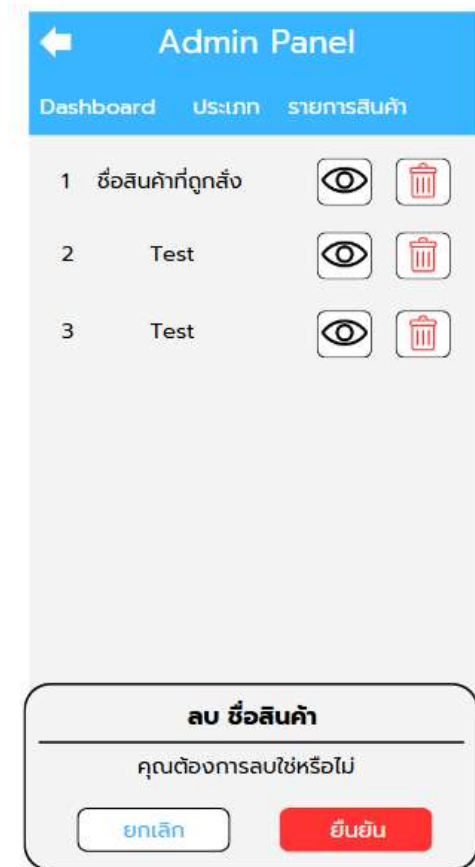 Admin Panel
Dashboard ประเภท รายการสินค้า
1 ชื่อสินค้าที่ถูกสั่ง
2 Test
3 Test
ลบ ชื่อสินค้า
คุณต้องการลบใช่หรือไม่
ยกเลิก ยืนยัน